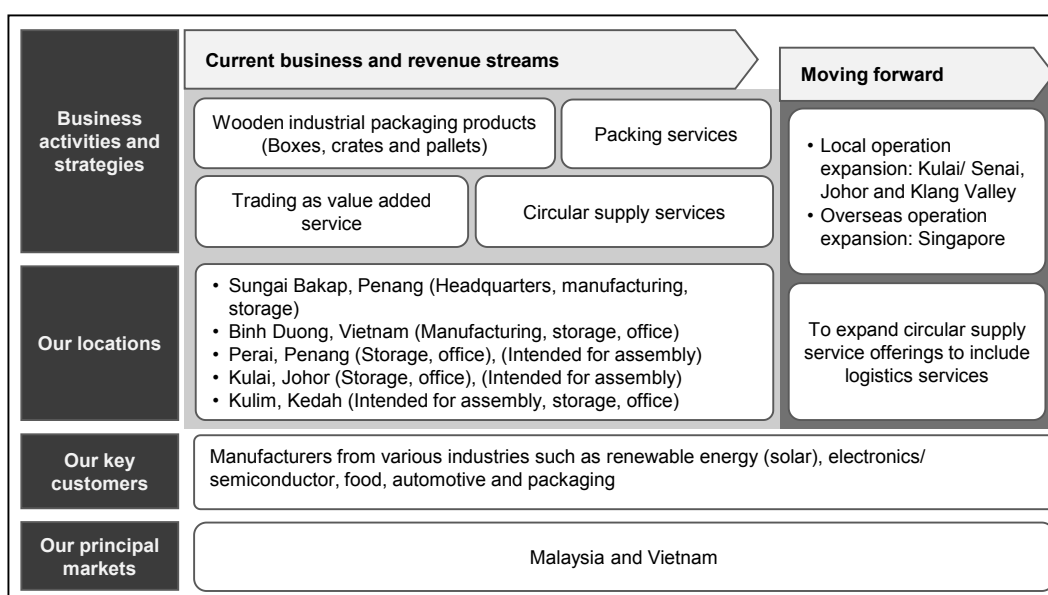 Current business and revenue streams
Moving forward
Business
activities and
strategies
Wooden industrial packaging products
(Boxes, crates and pallets)
Packing services
Trading as value added
service
Circular supply services
• Local operation
expansion: Kulai/ Senai,
Johor and Klang Valley
• Overseas operation
expansion: Singapore
Our locations
• Sungai Bakap, Penang (Headquarters, manufacturing,
storage)
• Binh Duong, Vietnam (Manufacturing, storage, office)
• Perai, Penang (Storage, office), (Intended for assembly)
• Kulai, Johor (Storage, office), (Intended for assembly)
• Kulim, Kedah (Intended for assembly, storage, office)
To expand circular supply
service offerings to include
logistics services
Our key
customers
Manufacturers from various industries such as renewable energy (solar), electronics/
semiconductor, food, automotive and packaging
Our principal
markets
Malaysia and Vietnam